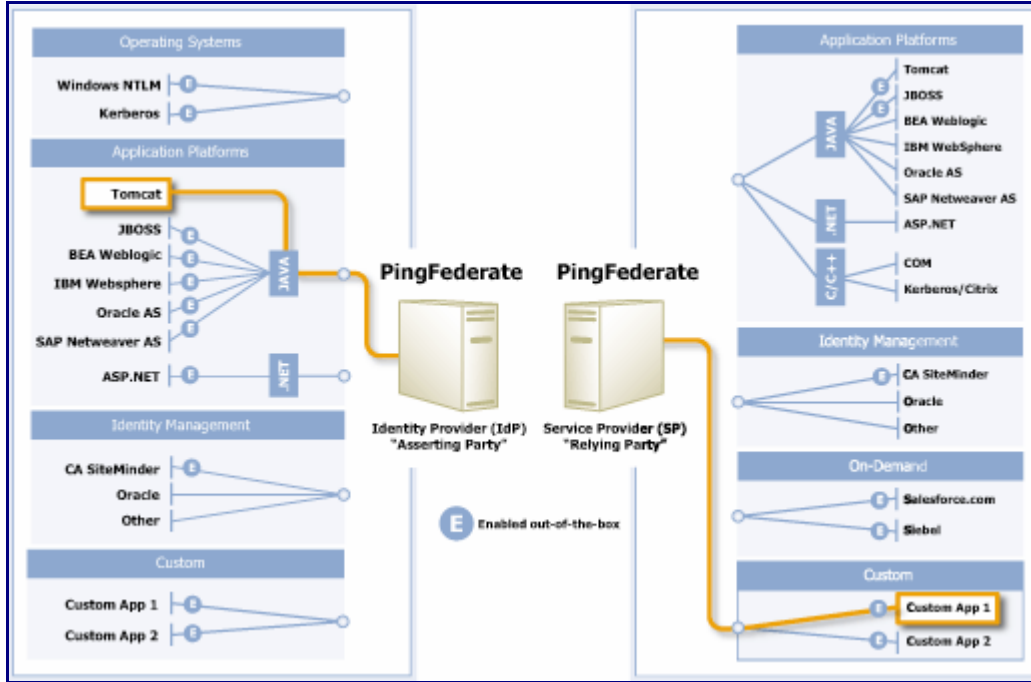 Operating Systems
Windows NTLM
E
Kerberos
E
Application Platforms
Tomcat
JBOSS
E
BEA Weblogic
E
IBM Websphere
E
Oracle AS
E
SAP Netweaver AS
E
JAVA
ASP.NET
E
.NET
Identity Management
CA SiteMinder
E
Oracle
Other
Custom
Custom App 1
E
Custom App 2
E
PingFederate
Identity Provider (IdP)
"Asserting Party"
PingFederate
Service Provider (SP)
"Relying Party"
E
Enabled out-of-the-box
Application Platforms
JAVA
E
Tomcat
E
JBOSS
BEA Weblogic
IBM WebSphere
Oracle AS
SAP Netweaver AS
.NET
ASP.NET
C/C++
COM
Kerberos/Citrix
Identity Management
E
CA SiteMinder
Oracle
Other
On-Demand
E
Salesforce.com
E
Siebel
Custom
E
Custom App 1
E
Custom App 2